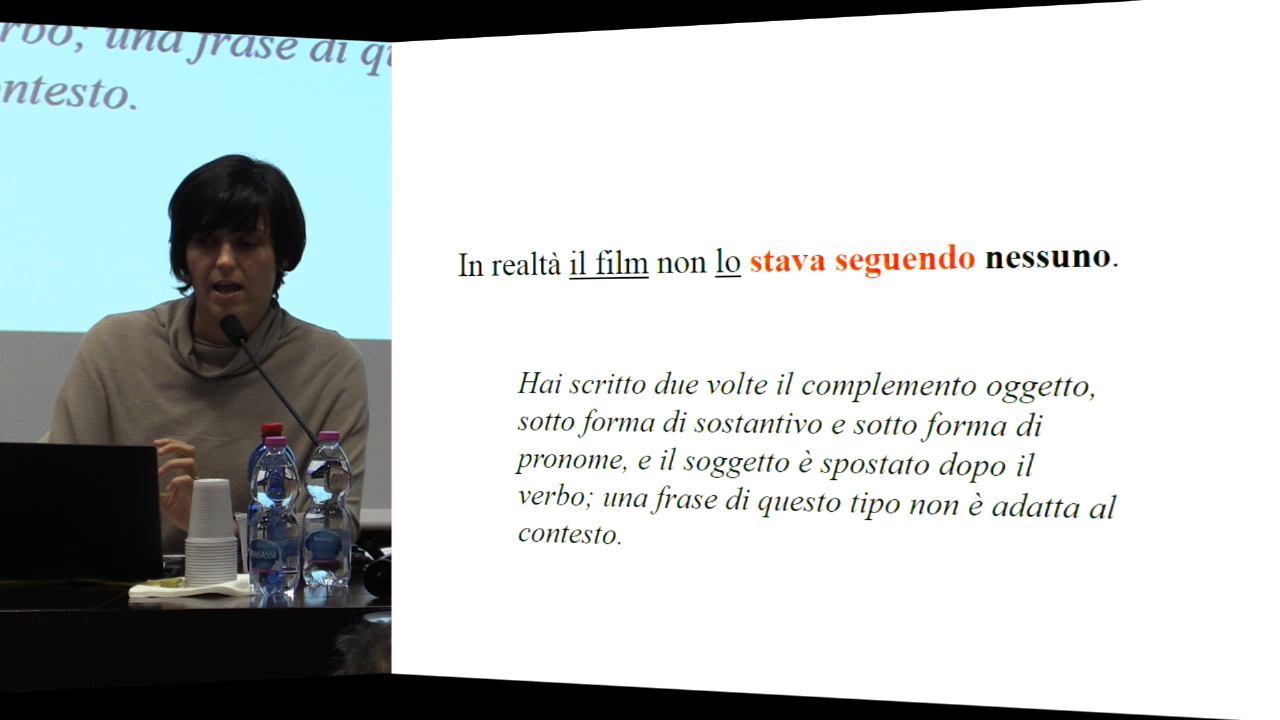 rbo; una frase di qu
ntesto.
In realtà il film non lo stava seguendo nessuno.
Hai scritto due volte il complemento oggetto,
sotto forma di sostantivo e sotto forma di
pronome, e il soggetto è spostato dopo il
verbo; una frase di questo tipo non è adatta al
contesto.